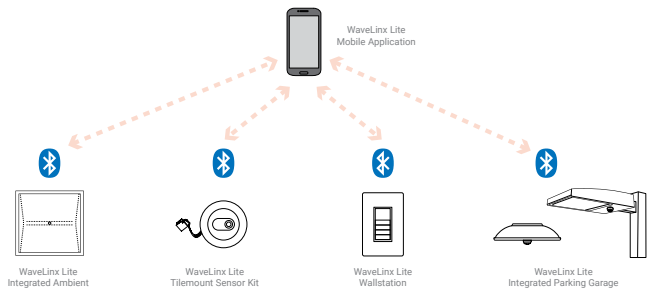 WaveLinx Lite
Mobile Application
WaveLinx Lite
Integrated Ambient
WaveLinx Lite
Tilemount Sensor Kit
WaveLinx Lite
Wallstation
WaveLinx Lite
Integrated Parking Garage